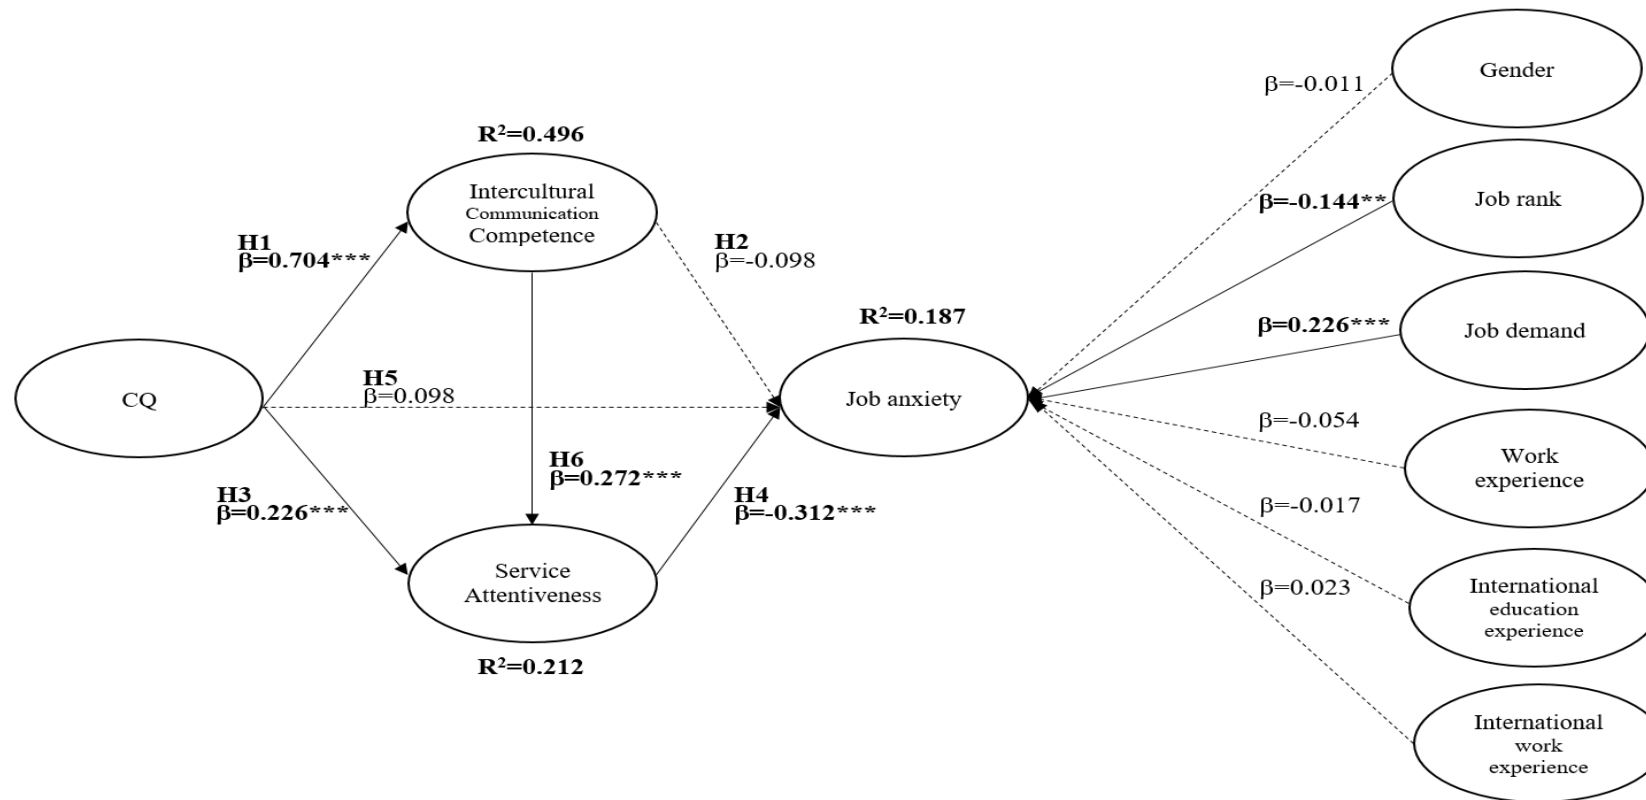 R²=0.496
Intercultural
Communication
Competence
H1
β=0.704***
H2
β=-0.098
CQ
H5
β=0.098
R²=0.187
Job anxiety
H3
β=0.226***
H6
β=0.272***
H4
β=-0.312***
Service
Attentiveness
R²=0.212
β=-0.011
Gender
β=-0.144**
Job rank
β=0.226***
Job demand
β=-0.054
Work
experience
β=-0.017
International
education
experience
β=0.023
International
work
experience